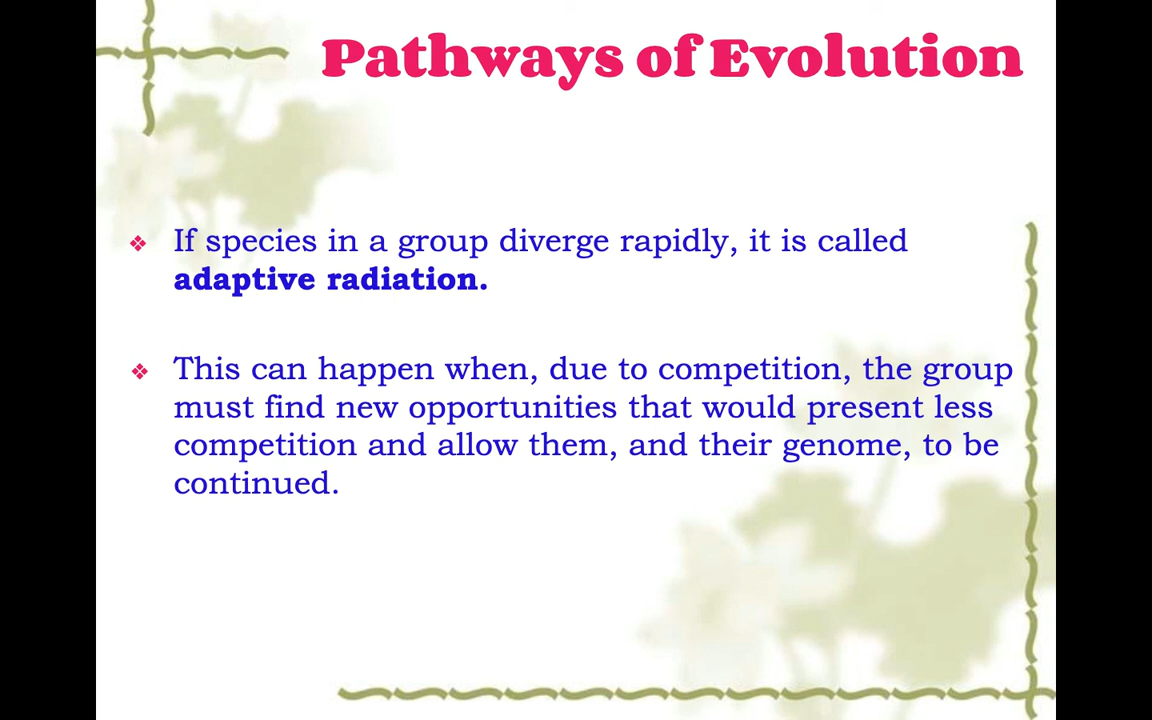 Pathways of Evolution
❖ If species in a group diverge rapidly, it is called
adaptive radiation.
❖ This can happen when, due to competition, the group
must find new opportunities that would present less
competition and allow them, and their genome, to be
continued.